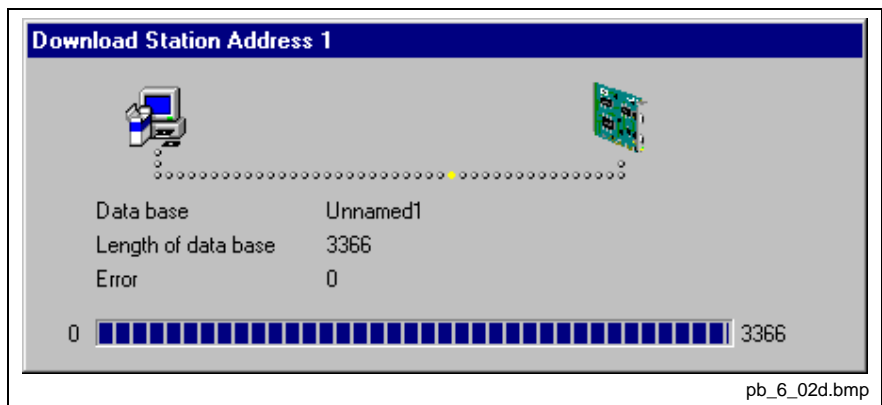 Download Station Address 1
Data base Unnamed1
Length of data base 3366
Error 0
0 3366
pb_6_02d.bmp